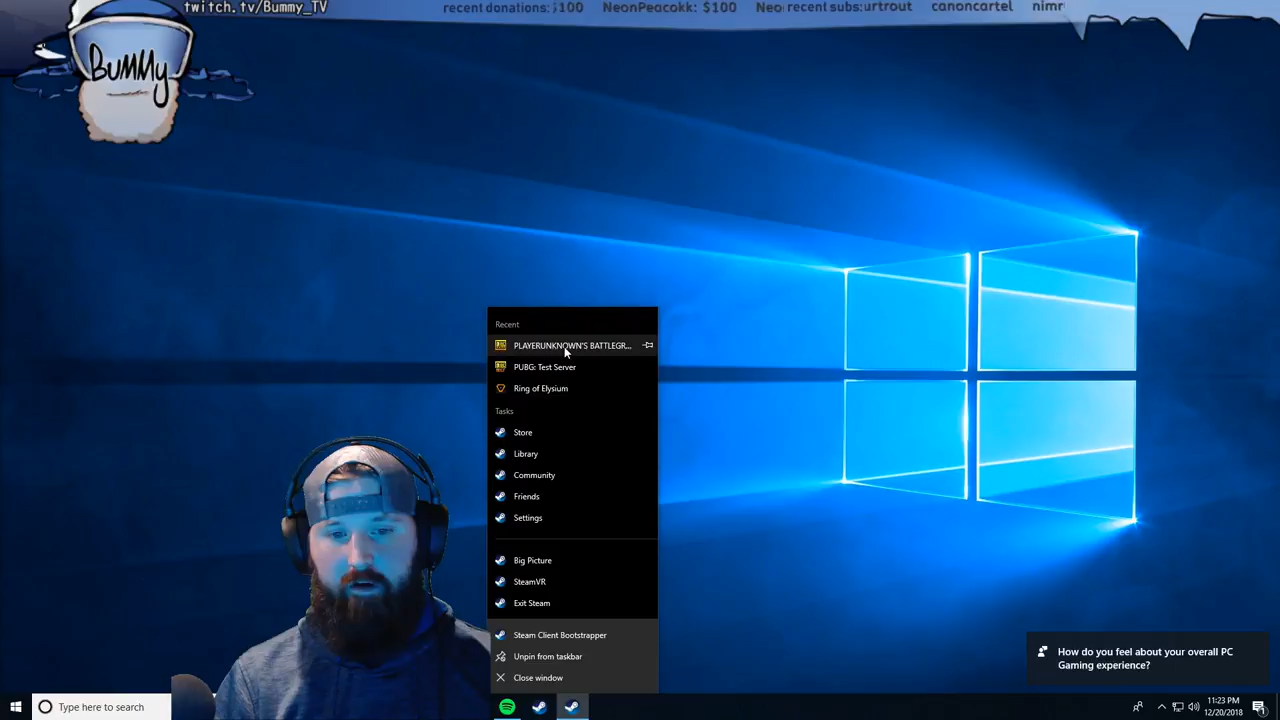 twitch.tv/Bummy_TV
recent donations: $100 NeonPeacokk: $100 Neo
recent subs: urtrout canoncartel nimr
BuMMy
Recent
PLAYERUNKNOWN'S BATTLEGR...
PUBG: Test Server
Ring of Elysium
Tasks
Store
Library
Community
Friends
Settings
Big Picture
SteamVR
Exit Steam
Steam Client Bootstrapper
Unpin from taskbar
Close window
How do you feel about your overall PC
Gaming experience?
Type here to search
11:23 PM
12/20/2018